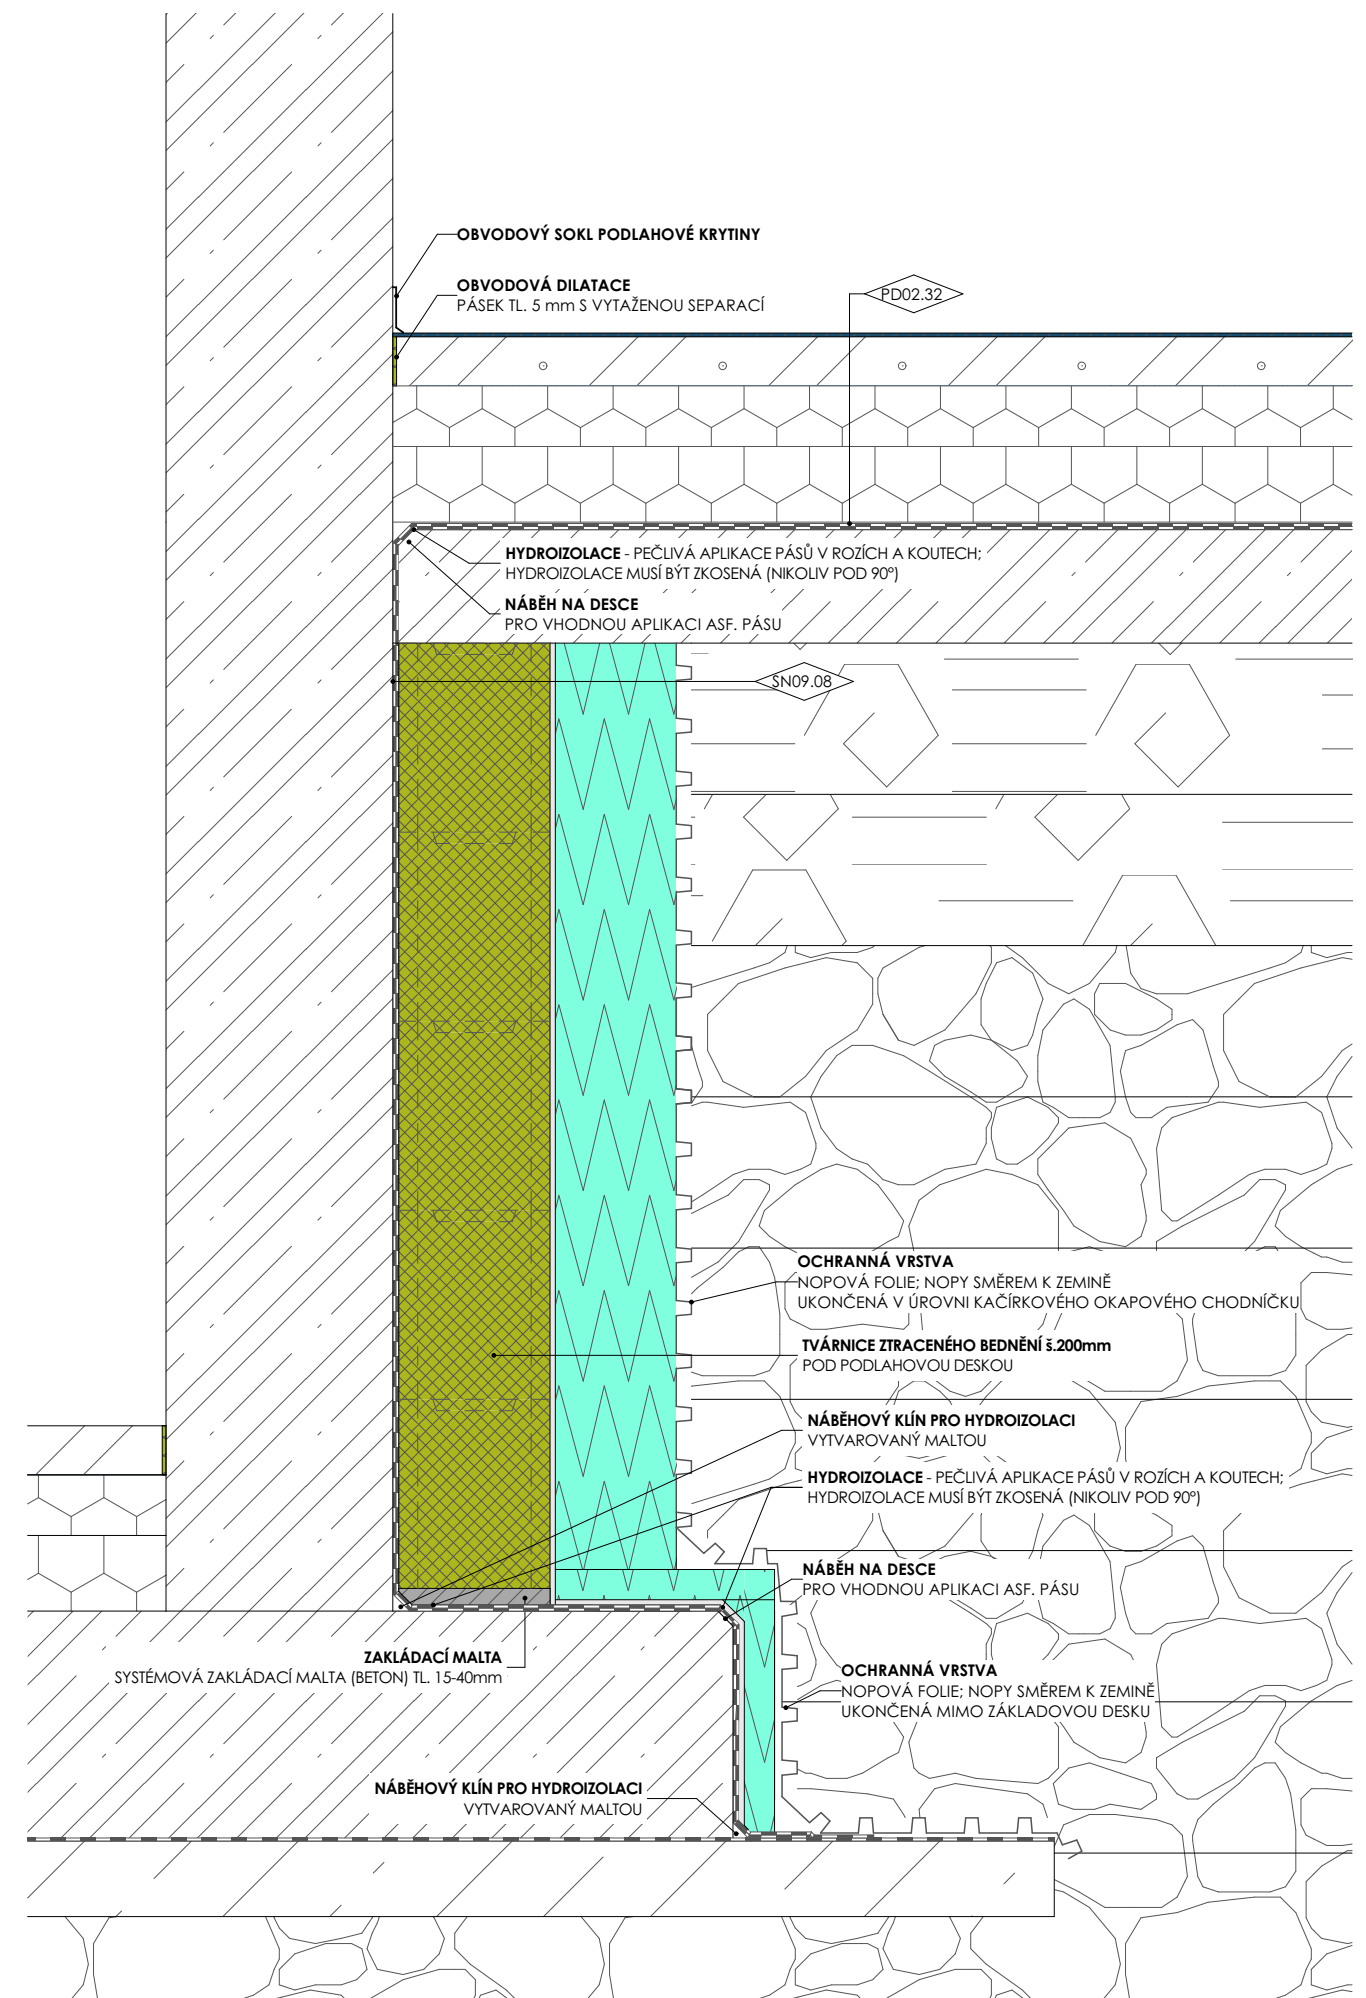 OBVODOVÝ SOKL PODLAHOVÉ KRYTINY
OBVODOVÁ DILATACE
PÁSEK TL. 5 mm S VYTAŽENOU SEPARACÍ
PD02.32
HYDROIZOLACE - PEČLIVÁ APLIKACE PÁSŮ V ROZÍCH A KOUTECH;
HYDROIZOLACE MUSÍ BÝT ZKOSENÁ (NIKOLIV POD 90°)
NÁBĚH NA DESCE
PRO VHODNOU APLIKACI ASF. PÁSU
SN09.08
OCHRANNÁ VRSTVA
NOPOVÁ FOLIE; NOPY SMĚREM K ZEMINĚ
UKONČENÁ V ÚROVNI KAČÍRKOVÉHO OKAPOVÉHO CHODNÍČKU
TVÁRNICE ZTRACENÉHO BEDNĚNÍ š.200mm
POD PODLAHOVOU DESKOU
NÁBĚHOVÝ KLÍN PRO HYDROIZOLACI
VYTVAROVANÝ MALTOU
HYDROIZOLACE - PEČLIVÁ APLIKACE PÁSŮ V ROZÍCH A KOUTECH;
HYDROIZOLACE MUSÍ BÝT ZKOSENÁ (NIKOLIV POD 90°)
NÁBĚH NA DESCE
PRO VHODNOU APLIKACI ASF. PÁSU
ZAKLÁDACÍ MALTA
SYSTÉMOVÁ ZAKLÁDACÍ MALTA (BETON) TL. 15-40mm
OCHRANNÁ VRSTVA
NOPOVÁ FOLIE; NOPY SMĚREM K ZEMINĚ
UKONČENÁ MIMO ZÁKLADOVOU DESKU
NÁBĚHOVÝ KLÍN PRO HYDROIZOLACI
VYTVAROVANÝ MALTOU